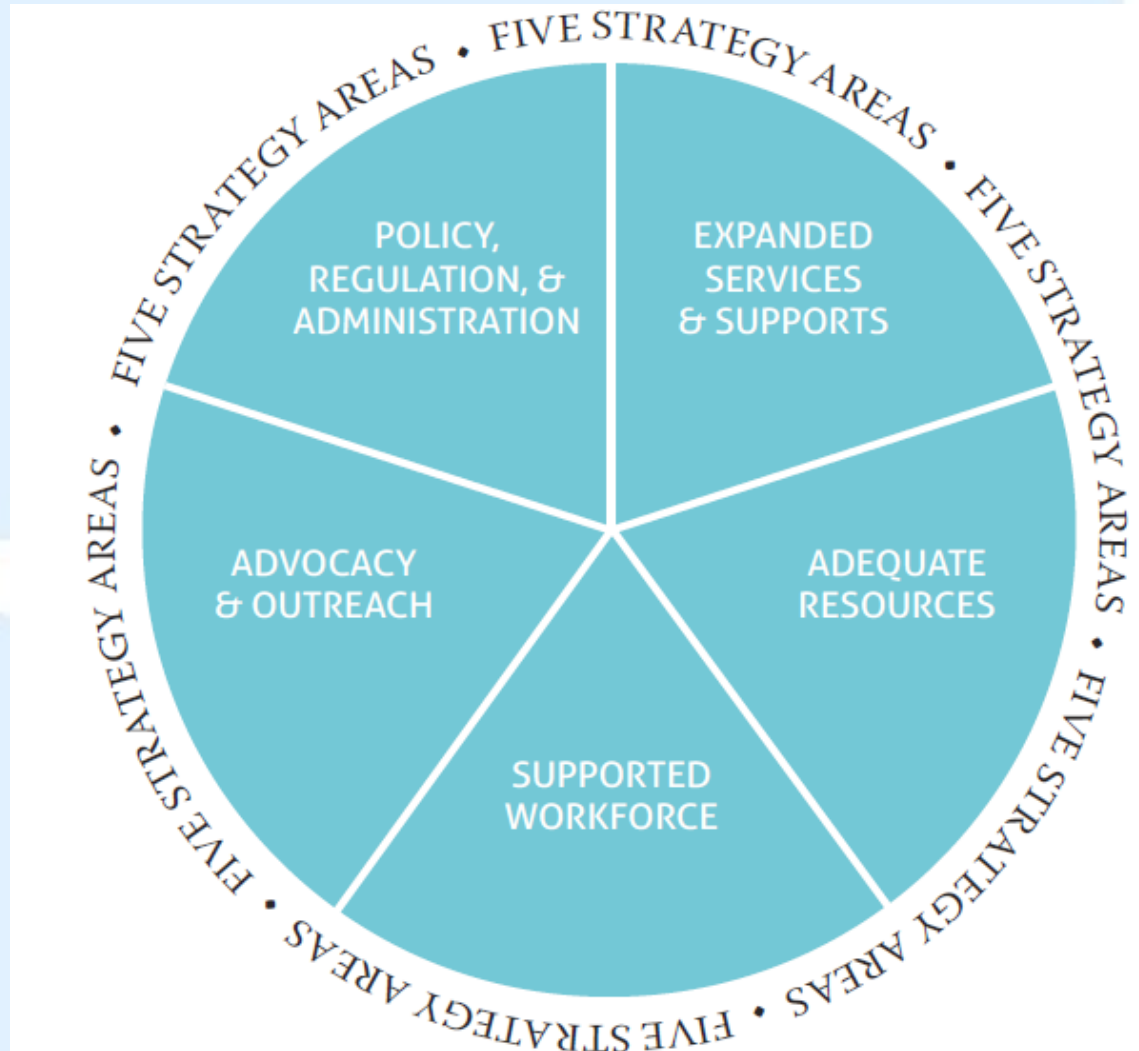 FIVE STRATEGY AREAS • FIVE STRATEGY AREAS • FIVE STRATEGY AREAS • FIVE STRATEGY AREAS • FIVE STRATEGY AREAS • FIVE STRATEGY AREAS •
POLICY,
REGULATION, &
ADMINISTRATION
EXPANDED
SERVICES
& SUPPORTS
ADVOCACY
& OUTREACH
ADEQUATE
RESOURCES
SUPPORTED
WORKFORCE